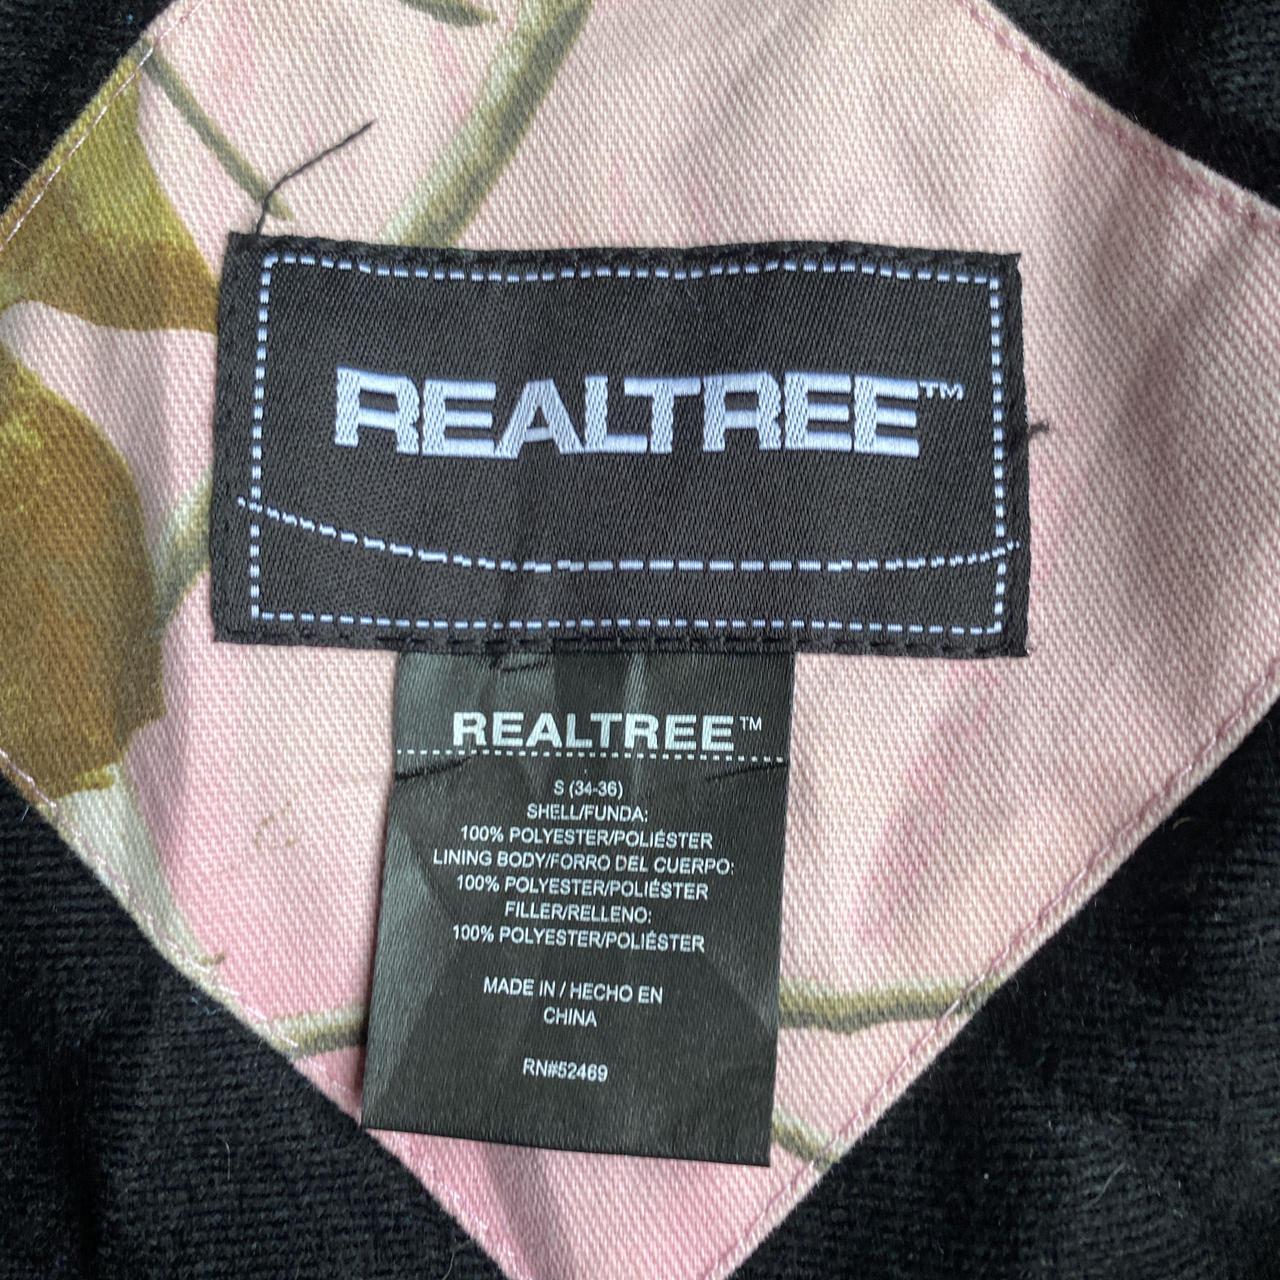 REALTREE™
REALTREE™
S (34-36)
SHELL/FUNDA:
100% POLYESTER/POLIÉSTER
LINING BODY/FORRO DEL CUERPO:
100% POLYESTER/POLIÉSTER
FILLER/RELLENO:
100% POLYESTER/POLIÉSTER
MADE IN / HECHO EN
CHINA
RN#52469